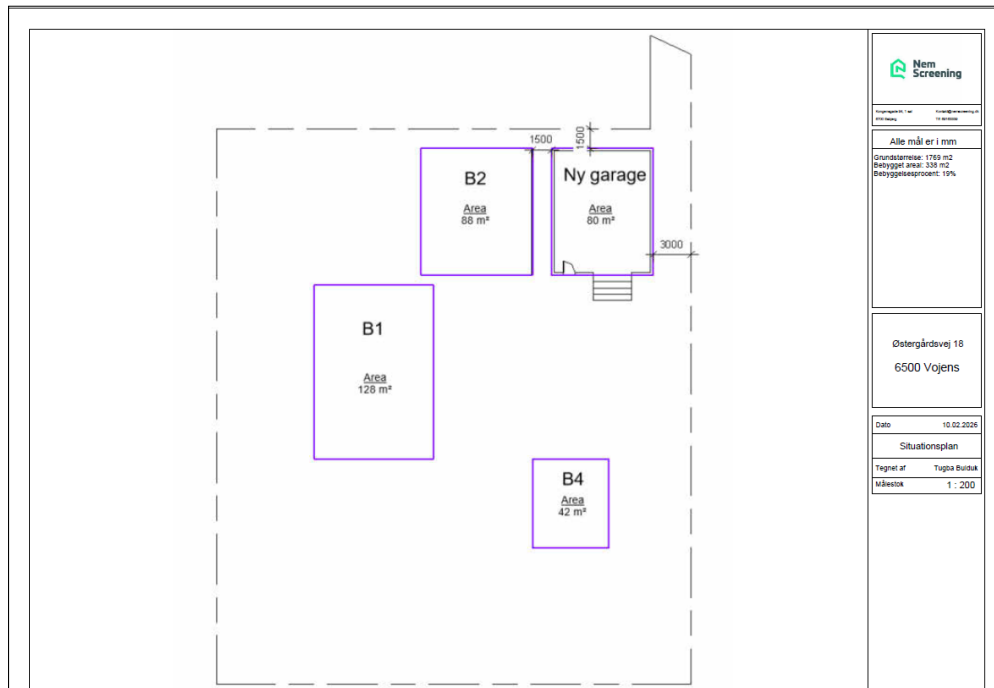 1500
1500
B2
Area
88 m²
Ny garage
Area
80 m²
3000
B1
Area
128 m²
B4
Area
42 m²
Nem
Screening
Alle mål er i mm
Grundstørrelse: 1769 m2
Bebygget areal: 338 m2
Bebyggelsesprocent: 19%
Østergårdsvej 18
6500 Vojens
Dato 10.02.2026
Situationsplan
Tegnet af Tugba Bulduk
Målestok 1 : 200